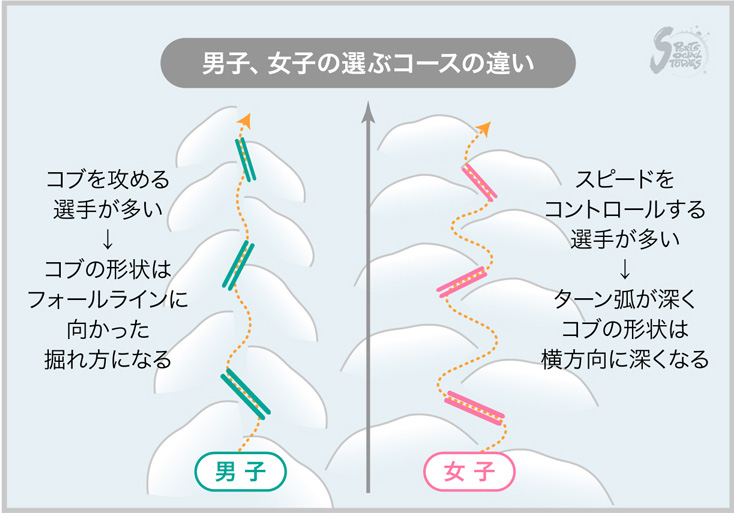 男子、女子の選ぶコースの違い
SPORTS
SOCIAL
STORIES
コブを攻める
選手が多い
↓
コブの形状は
フォールラインに
向かった
掘れ方になる
スピードを
コントロールする
選手が多い
↓
ターン弧が深く
コブの形状は
横方向に深くなる
男子
女子